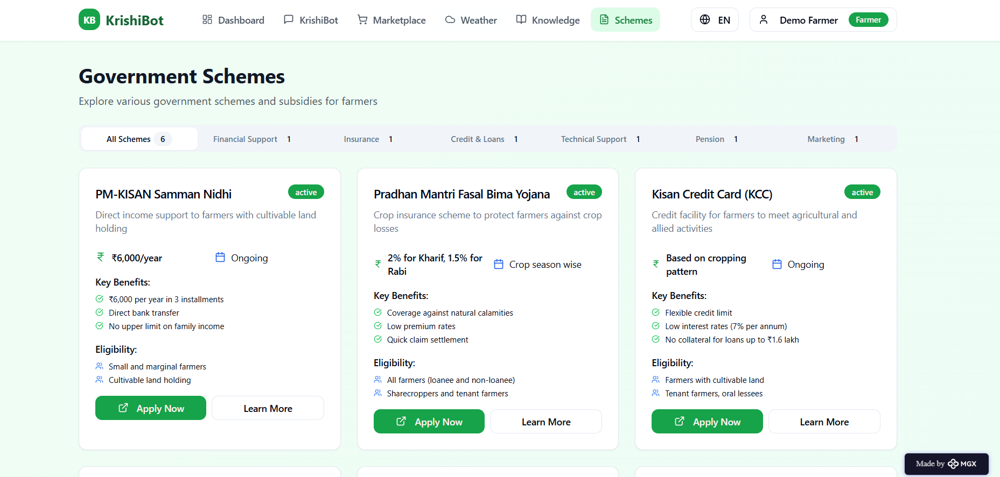 KB KrishiBot Dashboard KrishiBot Marketplace Weather Knowledge Schemes EN Demo Farmer Farmer
Government Schemes
Explore various government schemes and subsidies for farmers
All Schemes 6 Financial Support 1 Insurance 1 Credit & Loans 1 Technical Support 1 Pension 1 Marketing 1
PM-KISAN Samman Nidhi active
Direct income support to farmers with cultivable land
holding
₹ ₹6,000/year Ongoing
Key Benefits:
₹6,000 per year in 3 installments
Direct bank transfer
No upper limit on family income
Eligibility:
Small and marginal farmers
Cultivable land holding
Apply Now Learn More
Pradhan Mantri Fasal Bima Yojana active
Crop insurance scheme to protect farmers against crop
losses
₹ 2% for Kharif, 1.5% for
Rabi
Crop season wise
Key Benefits:
Coverage against natural calamities
Low premium rates
Quick claim settlement
Eligibility:
All farmers (loanee and non-loanee)
Sharecroppers and tenant farmers
Apply Now Learn More
Kisan Credit Card (KCC) active
Credit facility for farmers to meet agricultural and
allied activities
₹ Based on cropping
pattern
Ongoing
Key Benefits:
Flexible credit limit
Low interest rates (7% per annum)
No collateral for loans up to ₹1.6 lakh
Eligibility:
Farmers with cultivable land
Tenant farmers, oral lessees
Apply Now Learn More
Made by MGX